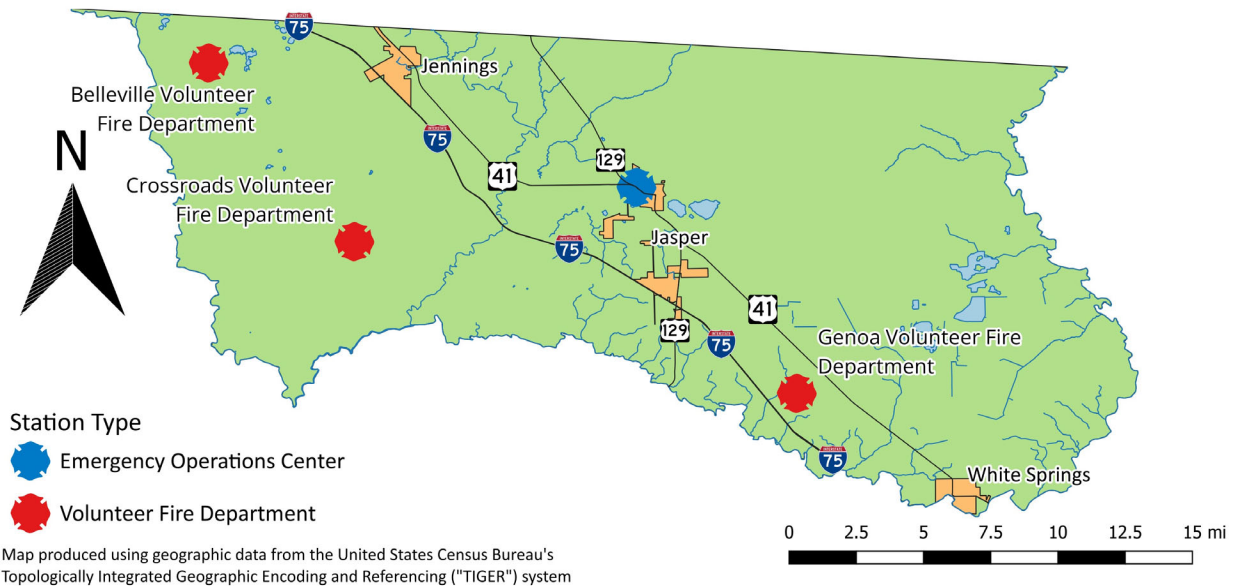 75
Jennings
Belleville Volunteer
Fire Department
N
75
129
41
Crossroads Volunteer
Fire Department
Jasper
75
41
129
75
Genoa Volunteer Fire
Department
75
White Springs
Station Type
Emergency Operations Center
Volunteer Fire Department
0 2.5 5 7.5 10 12.5 15 mi
Map produced using geographic data from the United States Census Bureau's
Topologically Integrated Geographic Encoding and Referencing ("TIGER") system